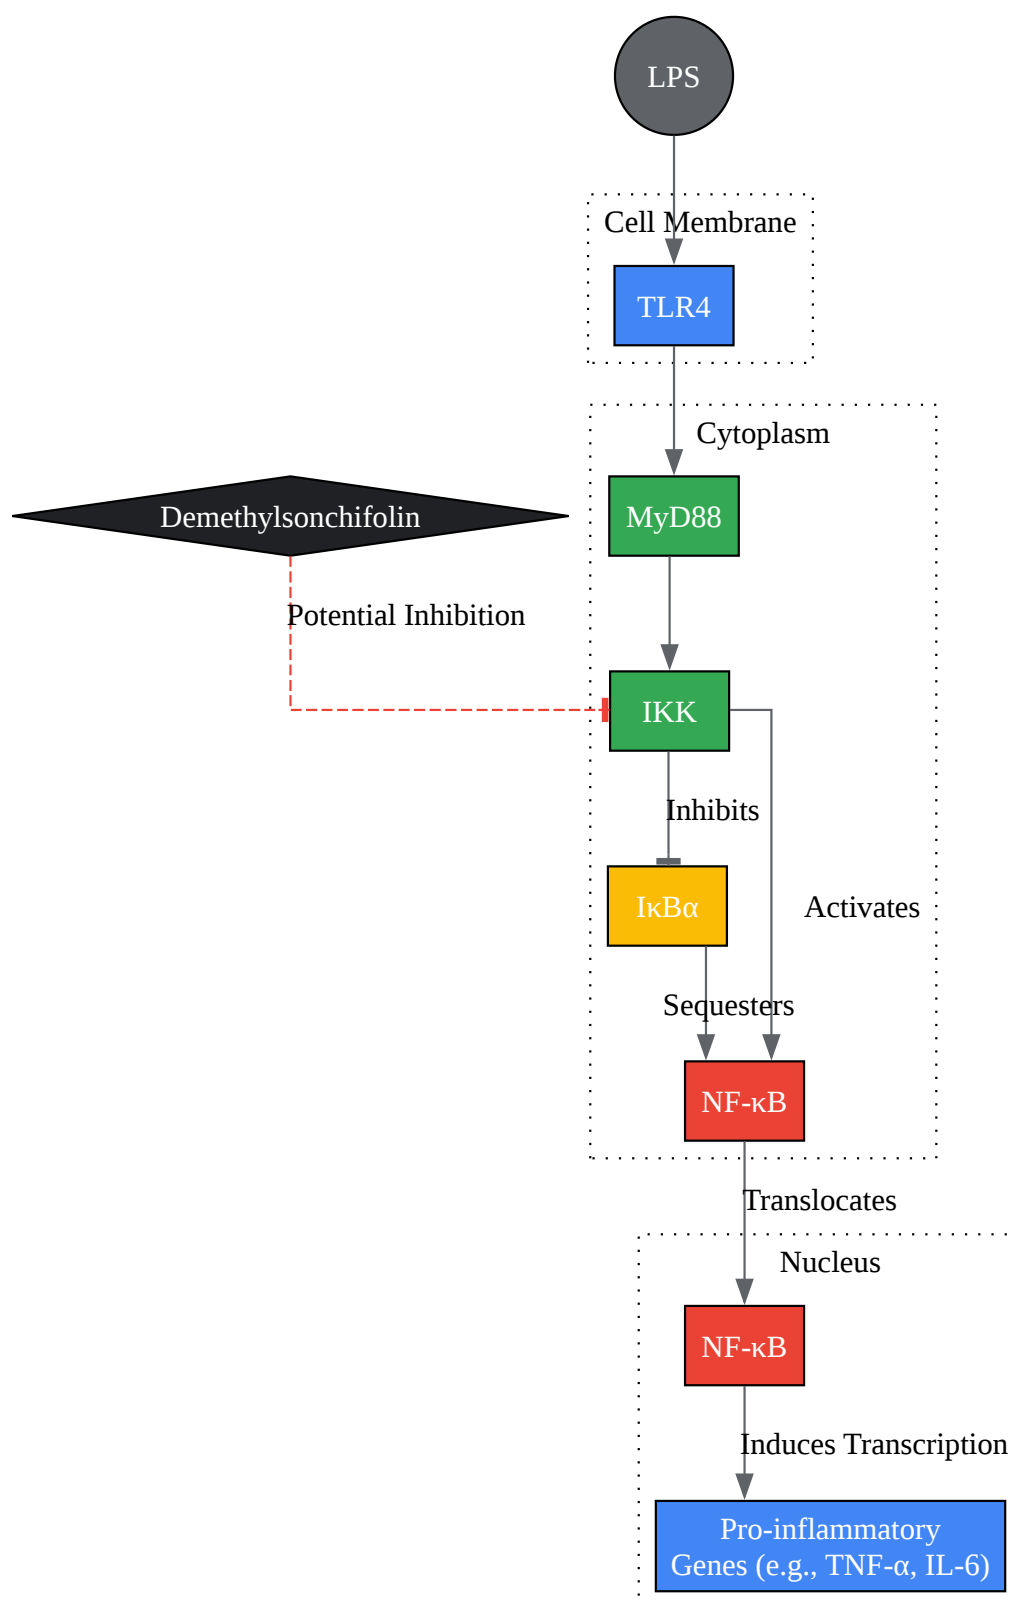 LPS
Cell Membrane
TLR4
Cytoplasm
Demethylsonchifolin
MyD88
Potential Inhibition
IKK
Inhibits
IκBα
Activates
Sequesters
NF-κB
Translocates
Nucleus
NF-κB
Induces Transcription
Pro-inflammatory
Genes (e.g., TNF-α, IL-6)